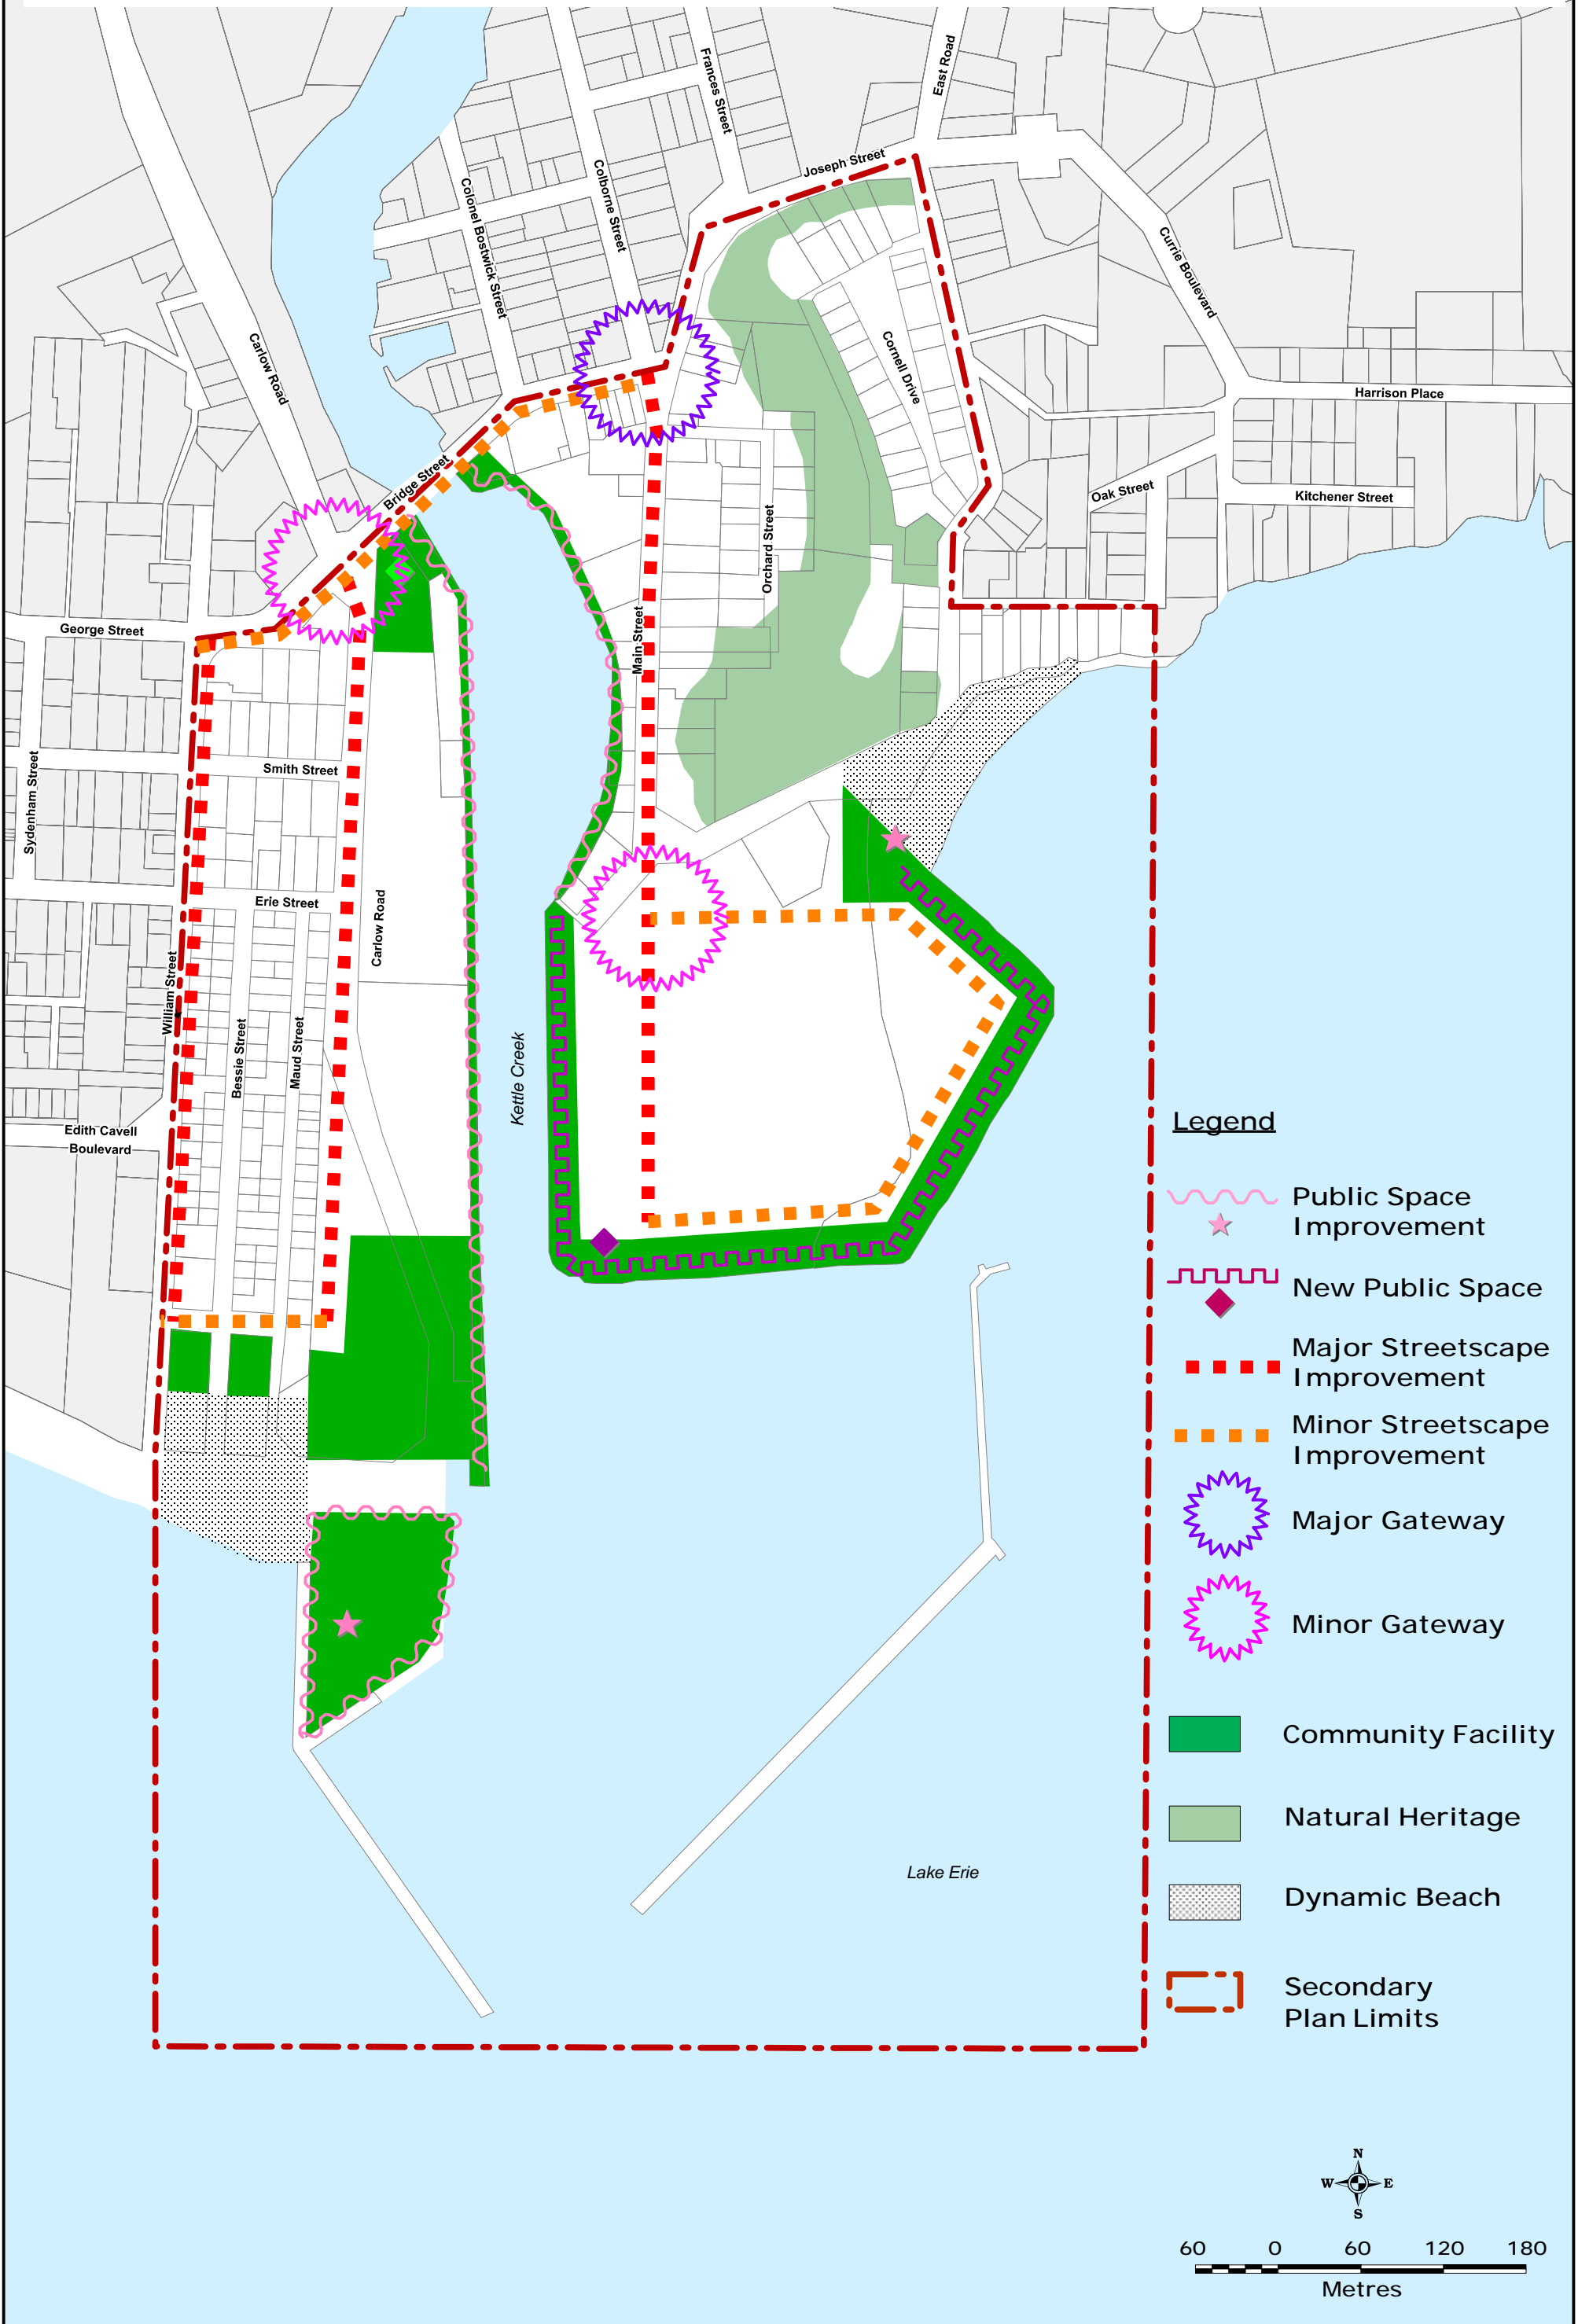 East Road
Frances Street
Joseph Street
Colborne Street
Colonel Bostwick Street
Currie Boulevard
Carlow Road
Cornell Drive
Harrison Place
Bridge Street
Oak Street
Kitchener Street
Orchard Street
George Street
Main Street
Smith Street
Sydenham Street
Erie Street
Carlow Road
William Street
Bessie Street
Maud Street
Kettle Creek
Edith Cavell
Boulevard
Legend
Public Space
Improvement
New Public Space
Major Streetscape
Improvement
Minor Streetscape
Improvement
Major Gateway
Minor Gateway
Community Facility
Natural Heritage
Lake Erie
Dynamic Beach
Secondary
Plan Limits
N
W E
S
60 0 60 120 180
Metres